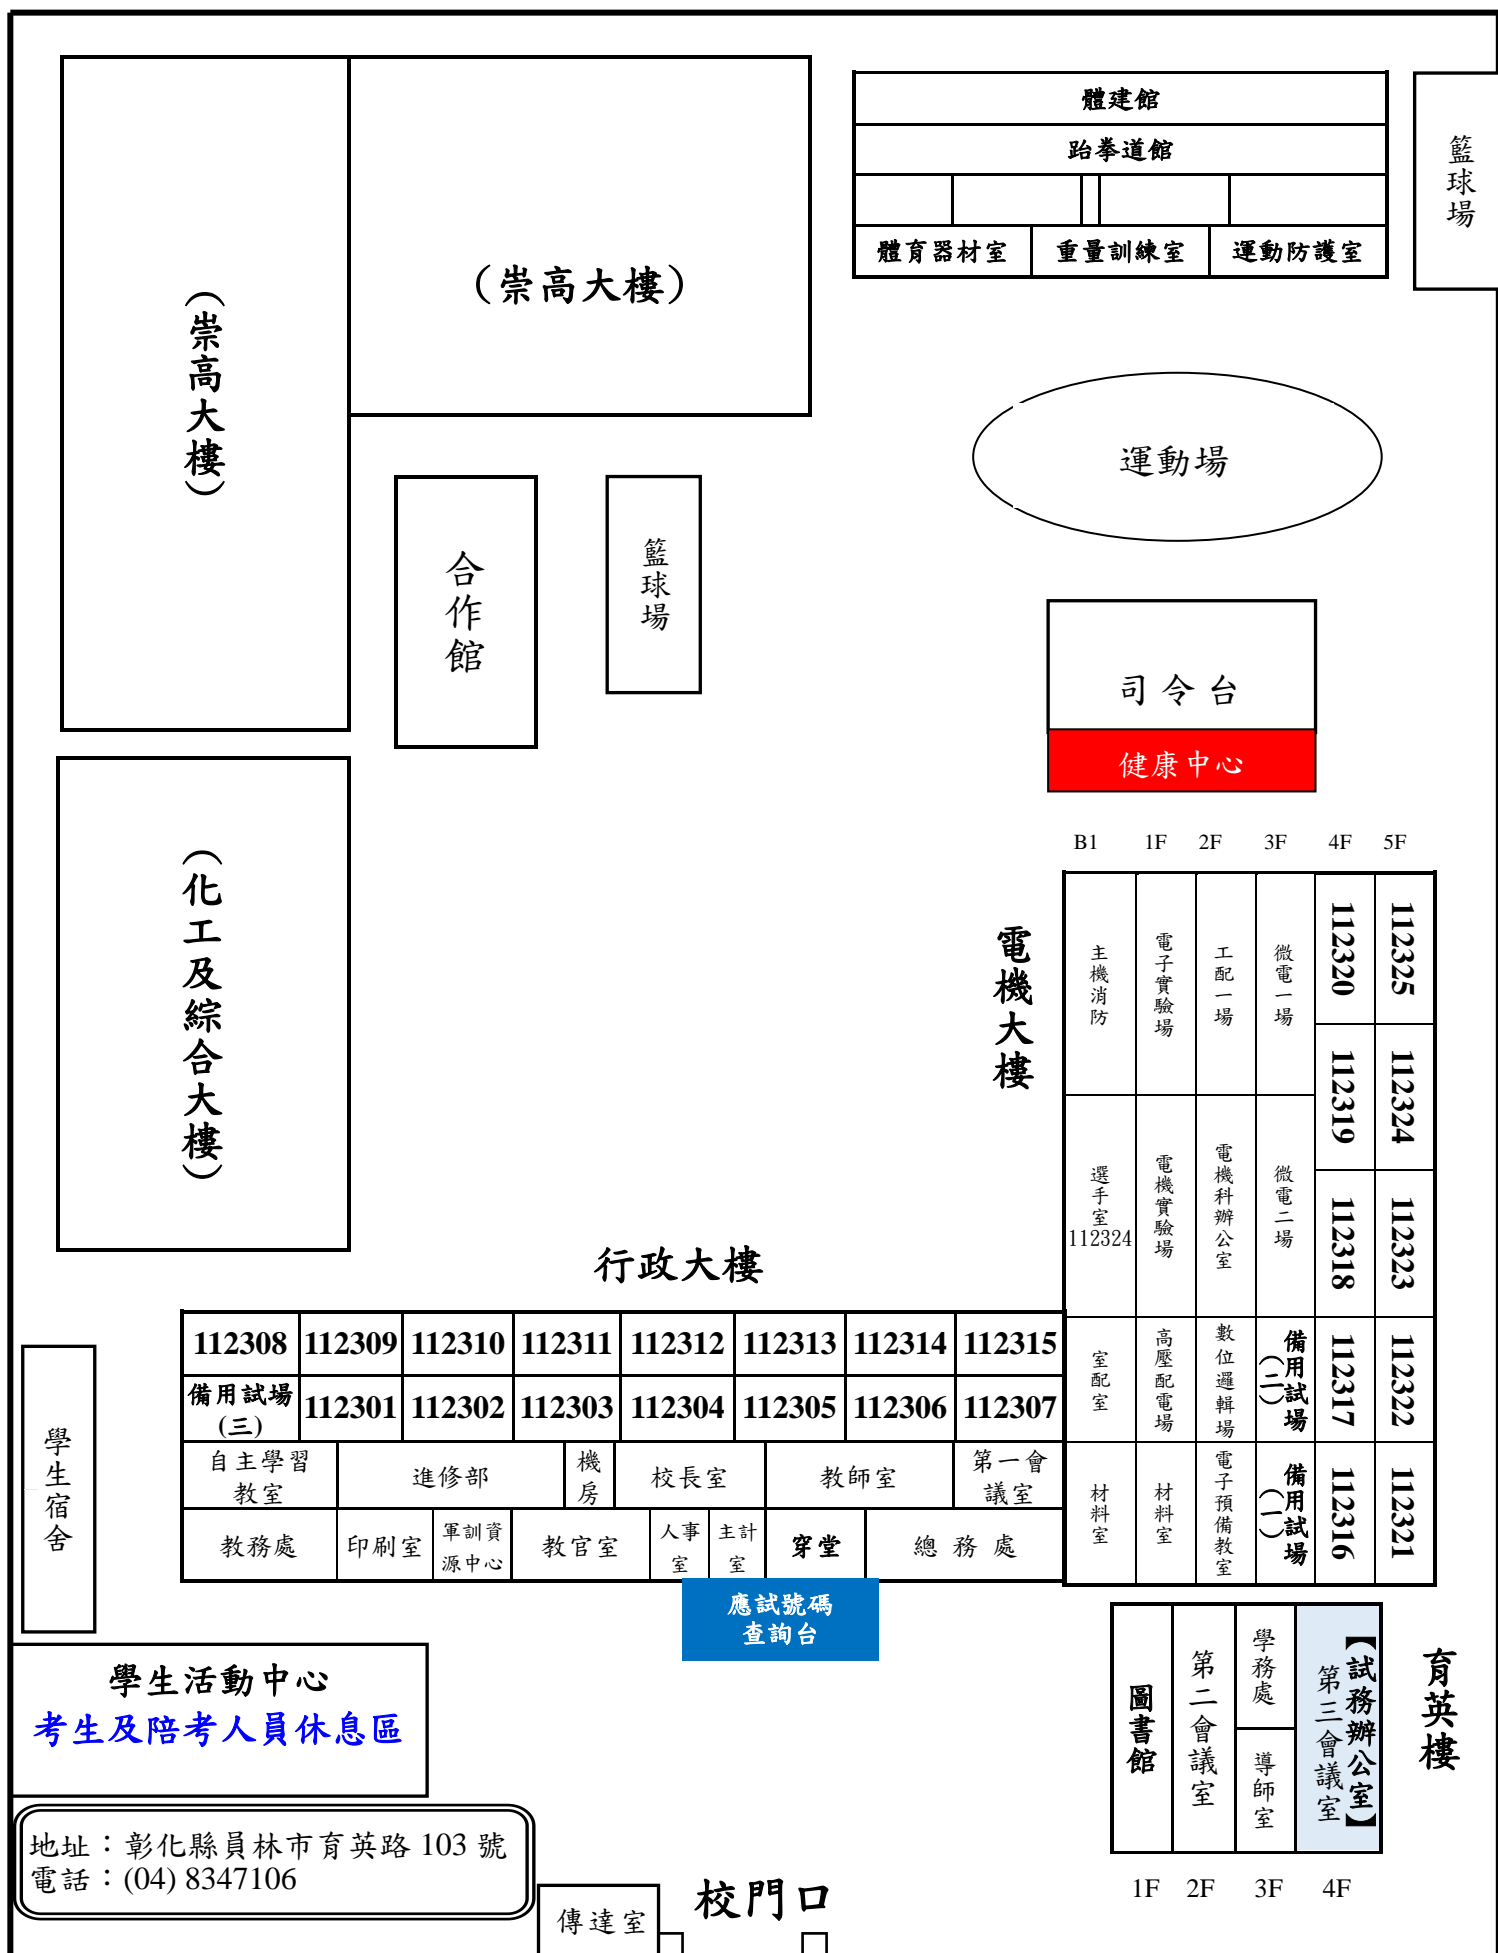 體建館
跆拳道館
體育器材室 重量訓練室 運動防護室
籃球場
(崇高大樓)
(崇高大樓)
運動場
合作館
籃球場
司令台
健康中心
(化工及綜合大樓)
電機大樓
B1 1F 2F 3F 4F 5F
主機消防 電子實驗場 工配一場 微電一場 112320 112325
112319 112324
選手室112324 電機實驗場 電機科辦公室 微電二場 112318 112323
室配室 高壓配電場 數位邏輯場 備用試場(二) 112317 112322
材料室 材料室 電子預備教室 備用試場(一) 112316 112321
行政大樓
112308 112309 112310 112311 112312 112313 112314 112315
備用試場(三) 112301 112302 112303 112304 112305 112306 112307
自主學習教室 進修部 機房 校長室 教師室 第一會議室
教務處 印刷室 軍訓資源中心 教官室 人事室 主計室 穿堂 總務處
應試號碼
查詢台
學生宿舍
學生活動中心
考生及陪考人員休息區
圖書館 第二會議室 學務處 導師室 【試務辦公室】第三會議室
育英樓
1F 2F 3F 4F
地址：彰化縣員林市育英路 103 號
電話：(04) 8347106
傳達室
校門口